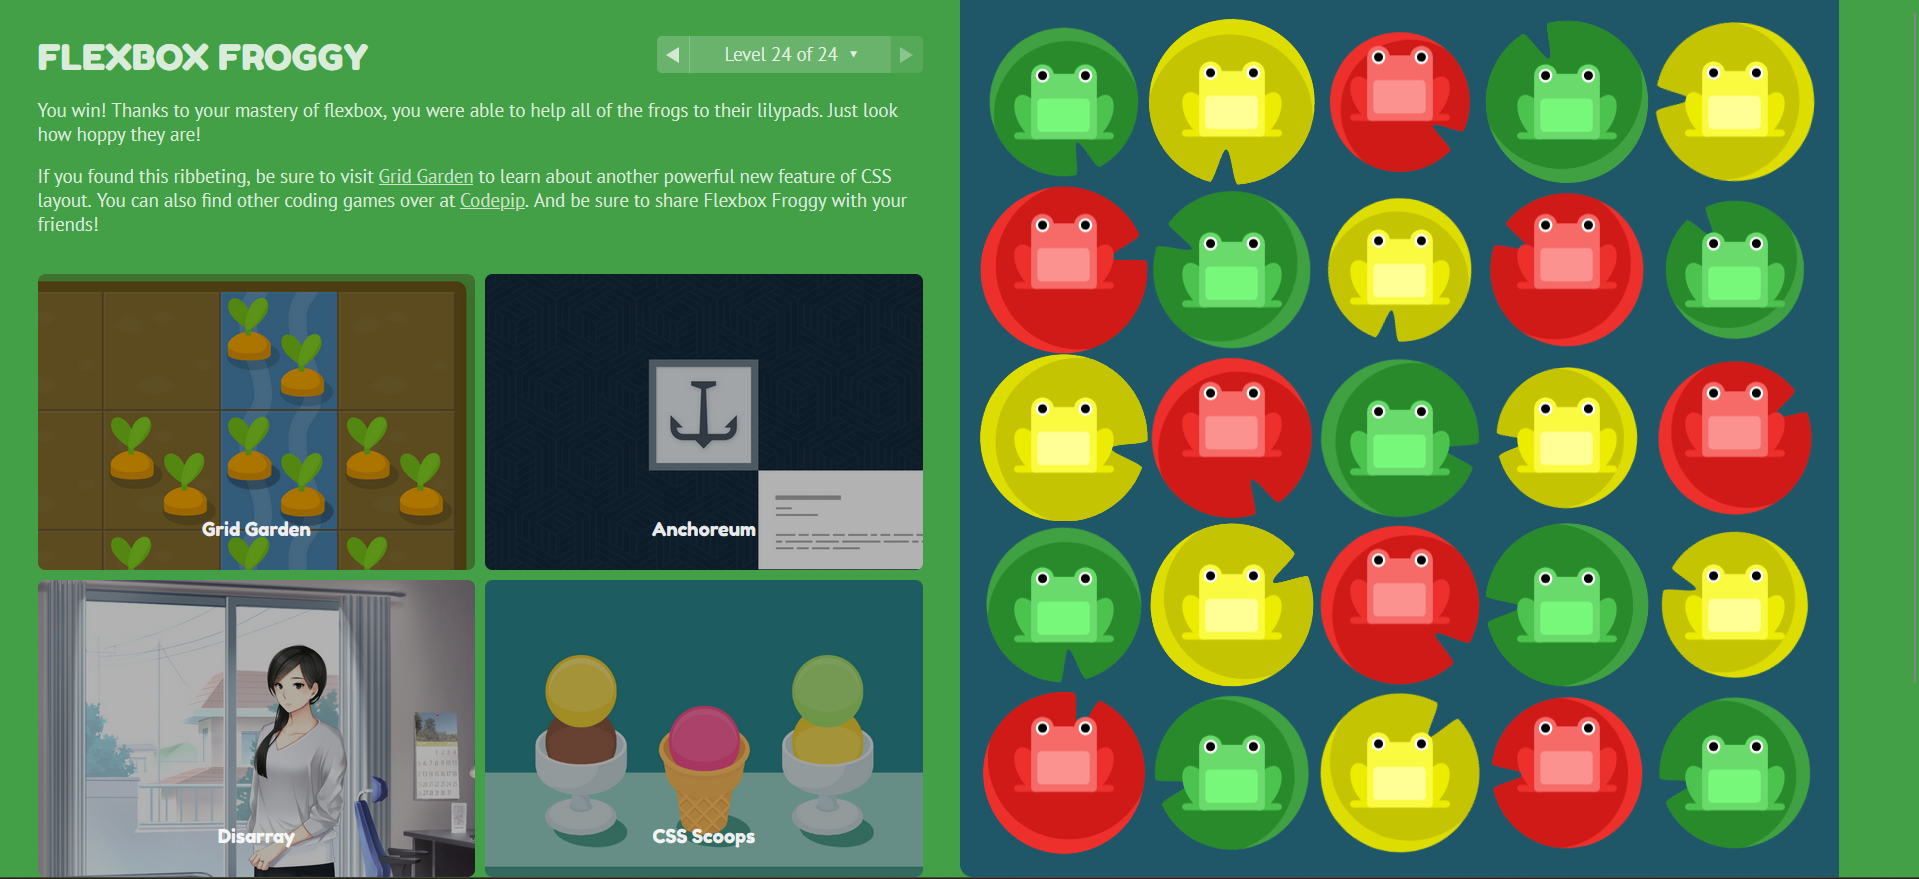 FLEXBOX FROGGY
Level 24 of 24
You win! Thanks to your mastery of flexbox, you were able to help all of the frogs to their lilypads. Just look
how hoppy they are!
If you found this ribbeting, be sure to visit Grid Garden to learn about another powerful new feature of CSS
layout. You can also find other coding games over at Codepip. And be sure to share Flexbox Froggy with your
friends!
Grid Garden
Anchoreum
Disarray
CSS Scoops